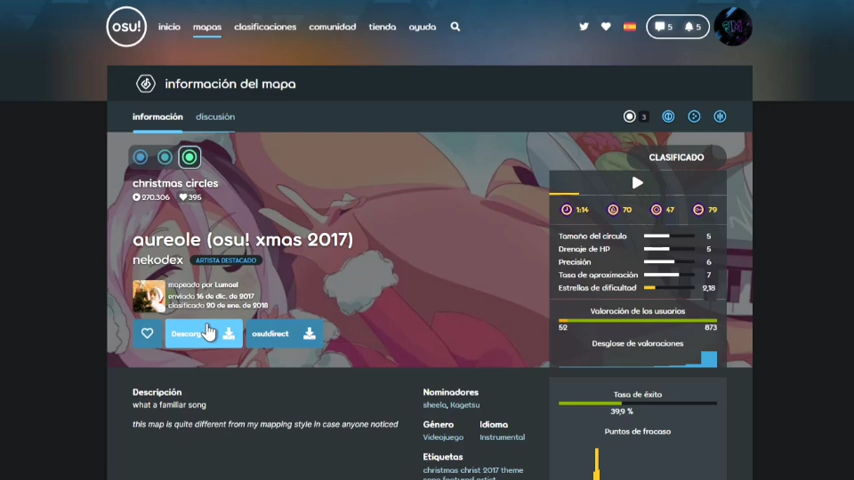 osu!
inicio
mapas
clasificaciones
comunidad
tienda
ayuda
5
5
información del mapa
información
discusión
3
CLASIFICADO
christmas circles
270.306
395
aureole (osu! xmas 2017)
nekodex
ARTISTA DESTACADO
mapeado por Lumael
enviado 16 de dic. de 2017
clasificado 20 de ene. de 2018
osu!direct
1:14
70
47
79
Tamaño del círculo 5
Drenaje de HP 5
Precisión 6
Tasa de aproximación 7
Estrellas de dificultad 2,18
Valoración de los usuarios
52 873
Desglose de valoraciones
Descripción
what a familiar song
this map is quite different from my mapping style in case anyone noticed
Nominadores
sheela, Kagetsu
Género
Videojuego
Idioma
Instrumental
Etiquetas
christmas christ 2017 theme
song featured artist
Tasa de éxito
39,9 %
Puntos de fracaso